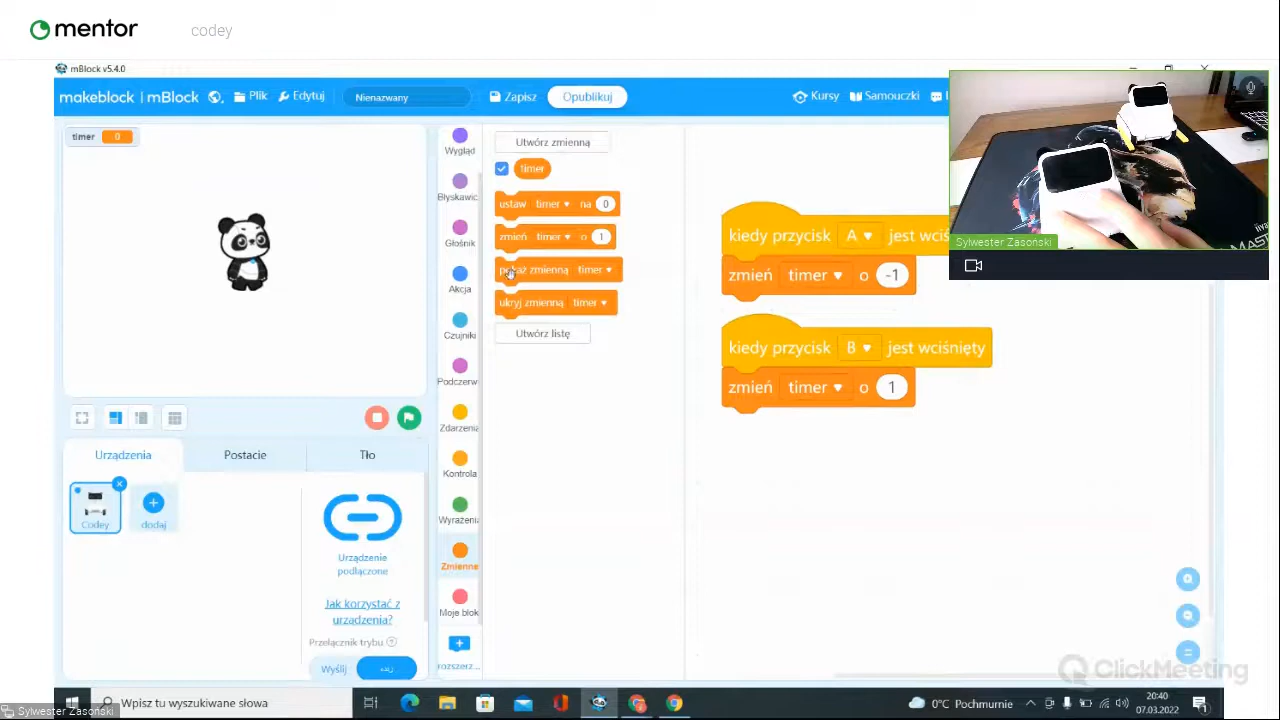 mentor
codey
mBlock v5.4.0
makeblock | mBlock
Plik
Edytuj
Nienazwany
Zapisz
Opublikuj
Kursy
Samouczki
timer 0
Wygląd
Błyskawic
Głośnik
Akcja
Czujniki
Podczerw
Zdarzenia
Kontrola
Wyrażenia
Zmienne
Moje blok
rozszerz...
Utwórz zmienną
timer
ustaw timer na 0
zmień timer o 1
pokaż zmienną timer
ukryj zmienną timer
Utwórz listę
kiedy przycisk A jest wciś
zmień timer o -1
kiedy przycisk B jest wciśnięty
zmień timer o 1
Sylwester Zasoński
Urządzenia
Postacie
Tło
Codey
dodaj
Urządzenie
podłączone
Jak korzystać z
urządzenia?
Przełącznik trybu
Wyślij
ClickMeeting
Wpisz tu wyszukiwane słowa
0°C Pochmurnie
20:40
07.03.2022
Sylwester Zasoński